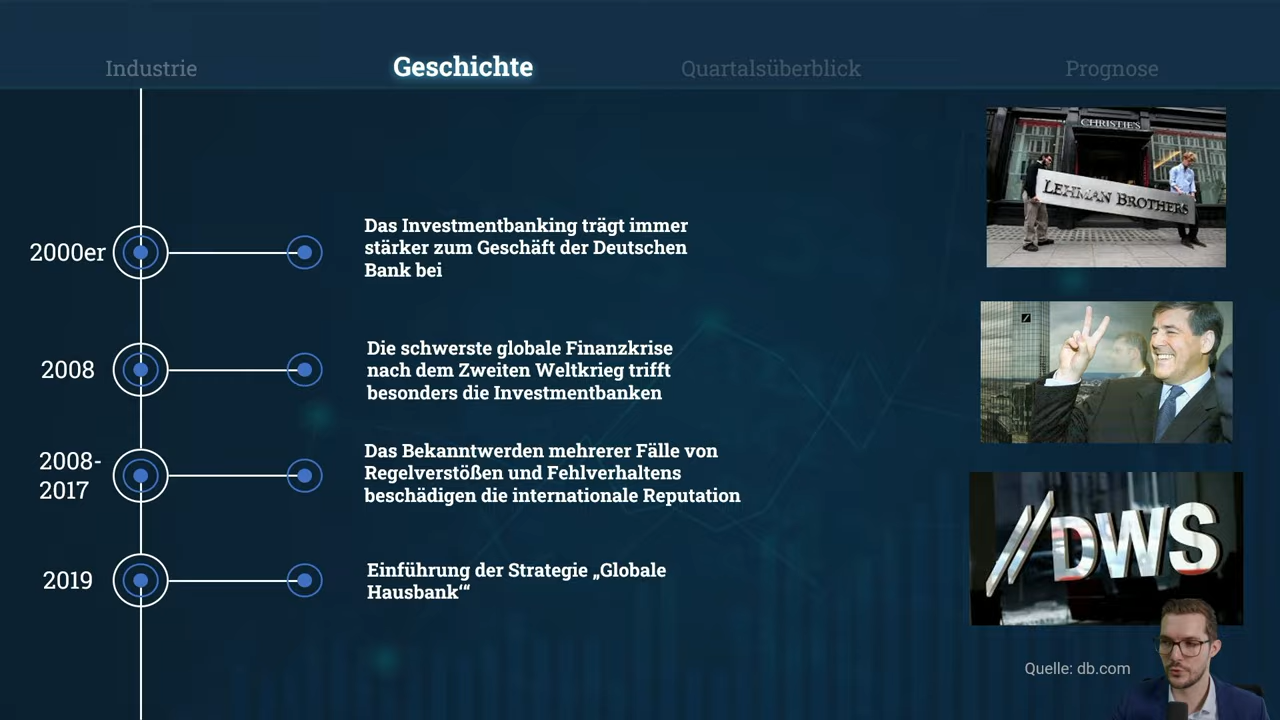 Industrie
Geschichte
Quartalsüberblick
Prognose
2000er
Das Investmentbanking trägt immer
stärker zum Geschäft der Deutschen
Bank bei
2008
Die schwerste globale Finanzkrise
nach dem Zweiten Weltkrieg trifft
besonders die Investmentbanken
2008-
2017
Das Bekanntwerden mehrerer Fälle von
Regelverstößen und Fehlverhaltens
beschädigen die internationale Reputation
2019
Einführung der Strategie „Globale
Hausbank‘“
CHRISTIE'S
LEHMAN BROTHERS
DWS
Quelle: db.com